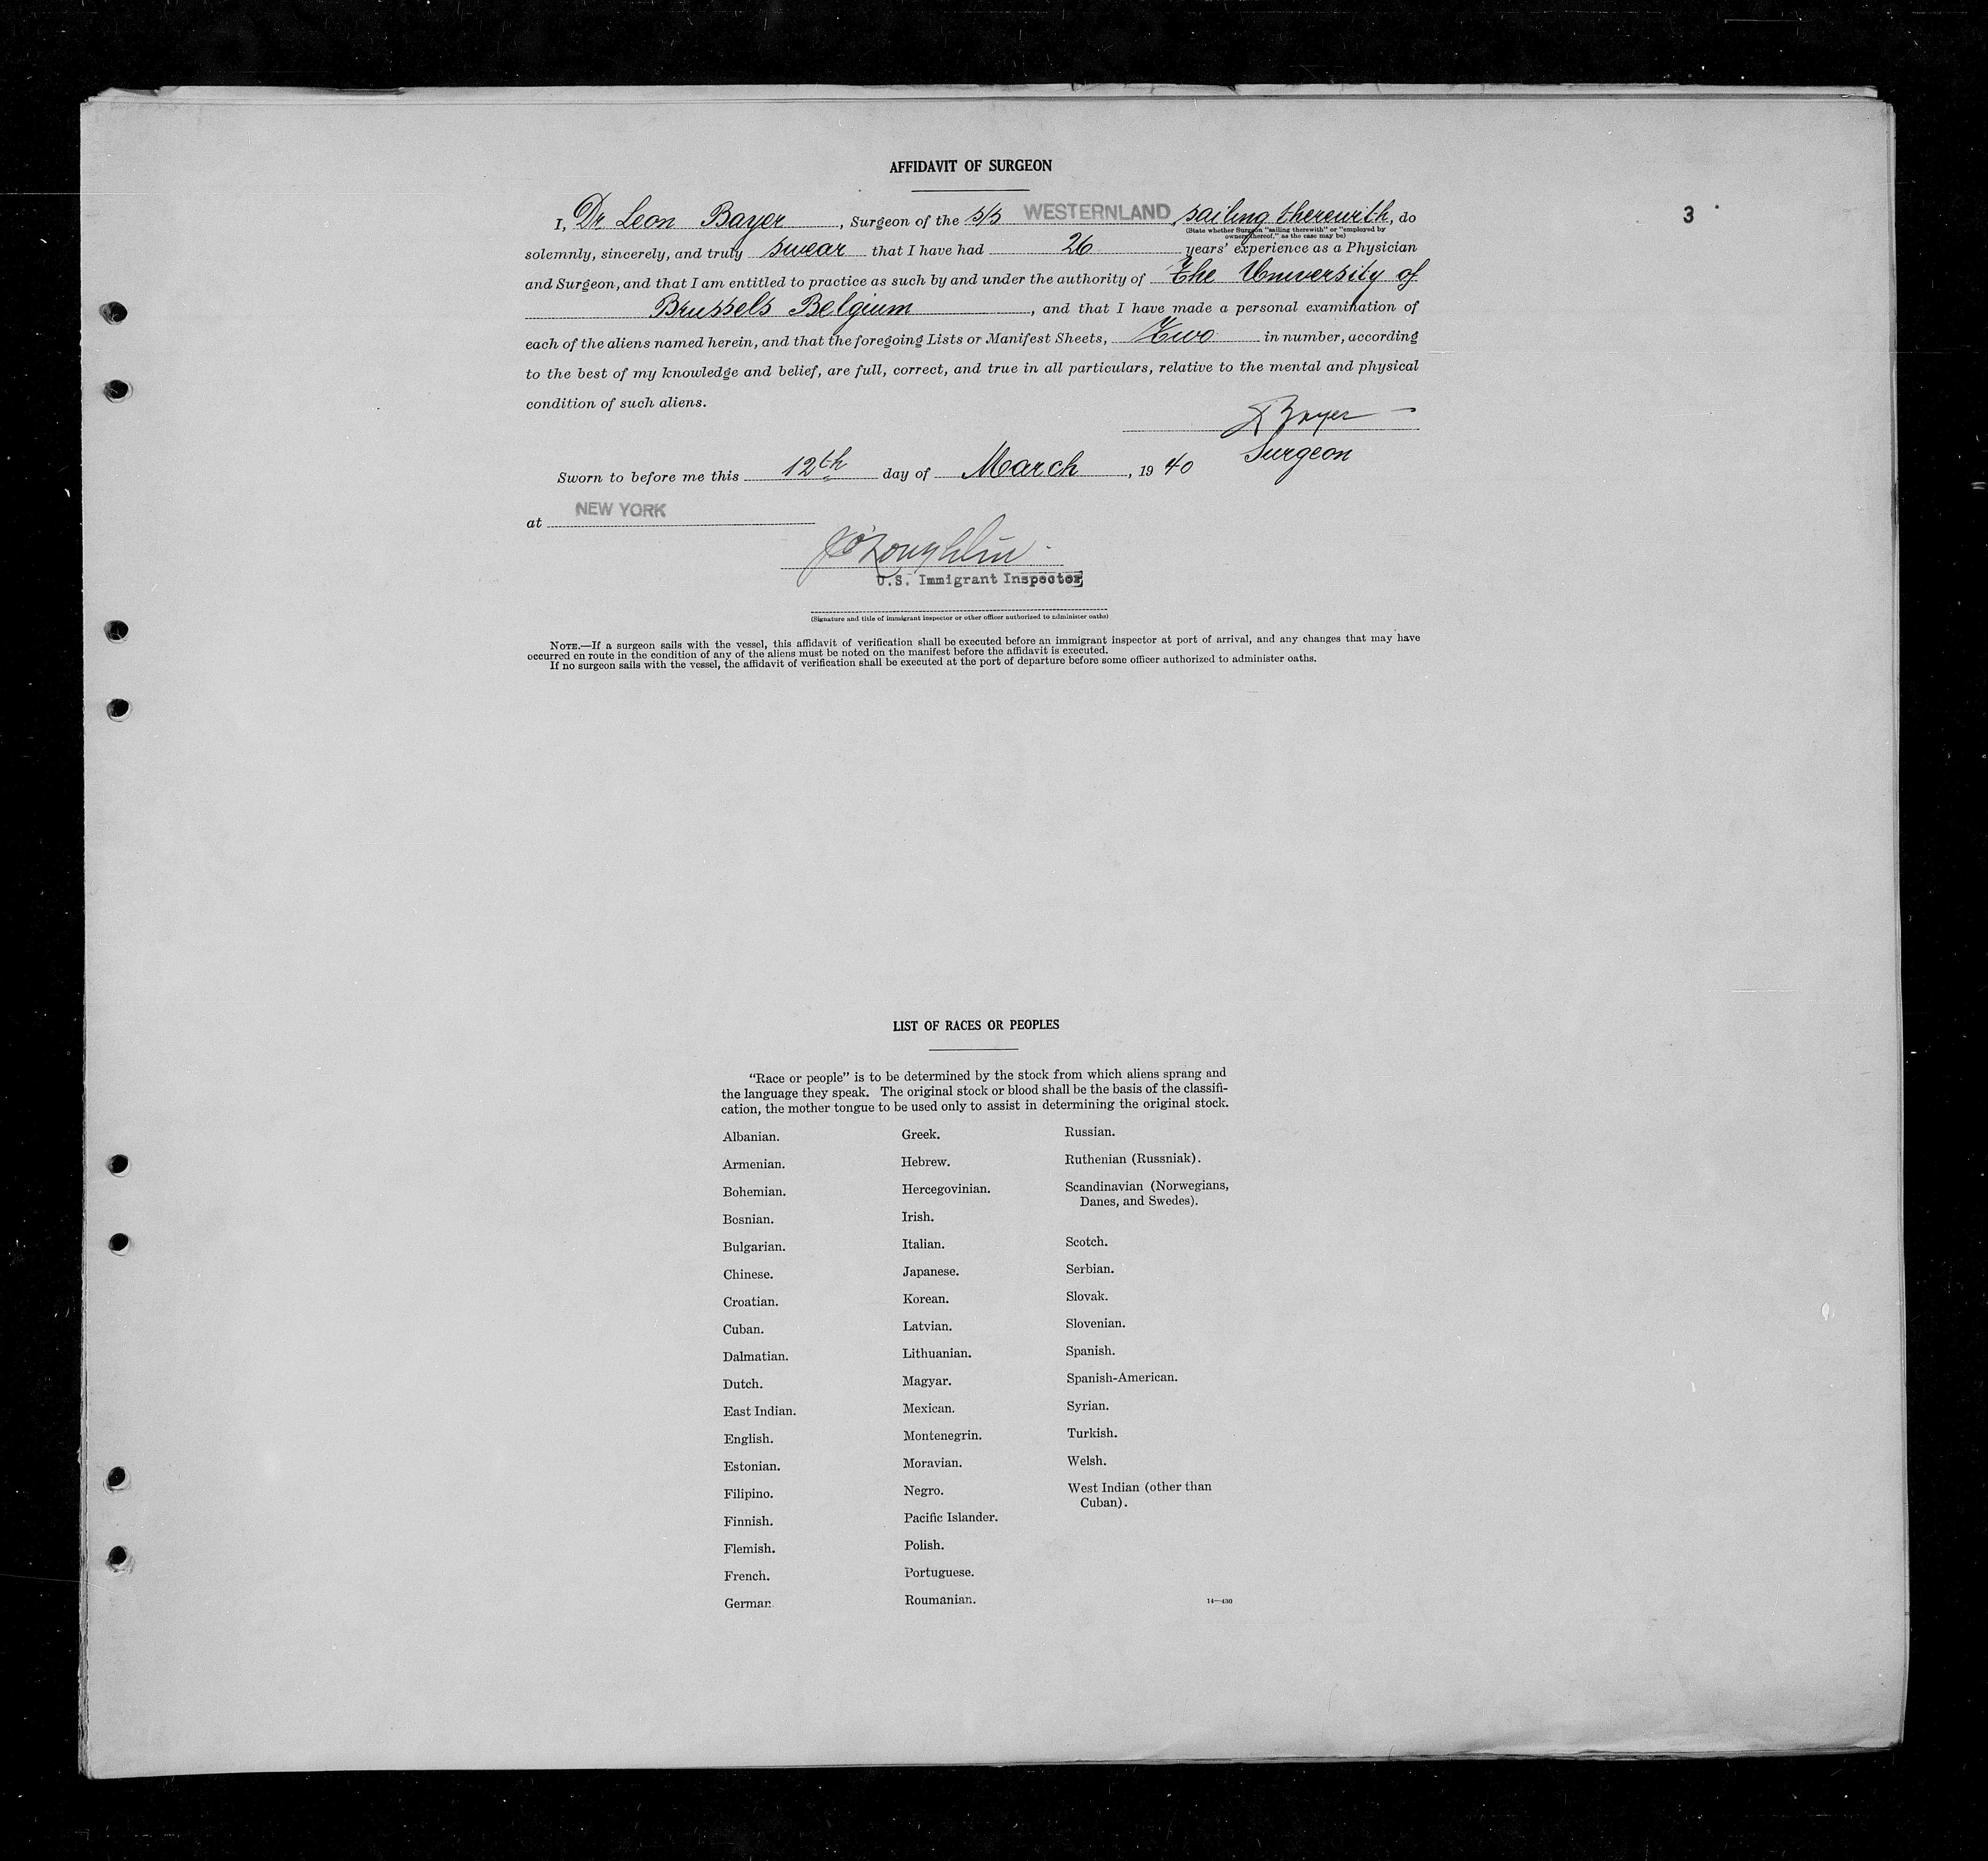 AFFIDAVIT OF SURGEON
3
I, Dr Leon Bayer, Surgeon of the S/S WESTERNLAND, sailing therewith, do
(State whether Surgeon "sailing therewith" or "employed by
owners thereof," as the case may be)
solemnly, sincerely, and truly swear that I have had 26 years' experience as a Physician
and Surgeon, and that I am entitled to practice as such by and under the authority of The University of
Brussels Belgium, and that I have made a personal examination of
each of the aliens named herein, and that the foregoing Lists or Manifest Sheets, Two in number, according
to the best of my knowledge and belief, are full, correct, and true in all particulars, relative to the mental and physical
condition of such aliens.
LBayer
Surgeon
Sworn to before me this 12th day of March, 1940
at NEW YORK
J O'Loughlin
U.S. Immigrant Inspector
(Signature and title of immigrant inspector or other officer authorized to administer oaths)
NOTE.—If a surgeon sails with the vessel, this affidavit of verification shall be executed before an immigrant inspector at port of arrival, and any changes that may have
occurred en route in the condition of any of the aliens must be noted on the manifest before the affidavit is executed.
If no surgeon sails with the vessel, the affidavit of verification shall be executed at the port of departure before some officer authorized to administer oaths.
LIST OF RACES OR PEOPLES
"Race or people" is to be determined by the stock from which aliens sprang and
the language they speak. The original stock or blood shall be the basis of the classifi-
cation, the mother tongue to be used only to assist in determining the original stock.
Albanian.
Armenian.
Bohemian.
Bosnian.
Bulgarian.
Chinese.
Croatian.
Cuban.
Dalmatian.
Dutch.
East Indian.
English.
Estonian.
Filipino.
Finnish.
Flemish.
French.
German
Greek.
Hebrew.
Hercegovinian.
Irish.
Italian.
Japanese.
Korean.
Latvian.
Lithuanian.
Magyar.
Mexican.
Montenegrin.
Moravian.
Negro.
Pacific Islander.
Polish.
Portuguese.
Roumanian.
Russian.
Ruthenian (Russniak).
Scandinavian (Norwegians,
Danes, and Swedes).
Scotch.
Serbian.
Slovak.
Slovenian.
Spanish.
Spanish-American.
Syrian.
Turkish.
Welsh.
West Indian (other than
Cuban).
14—430